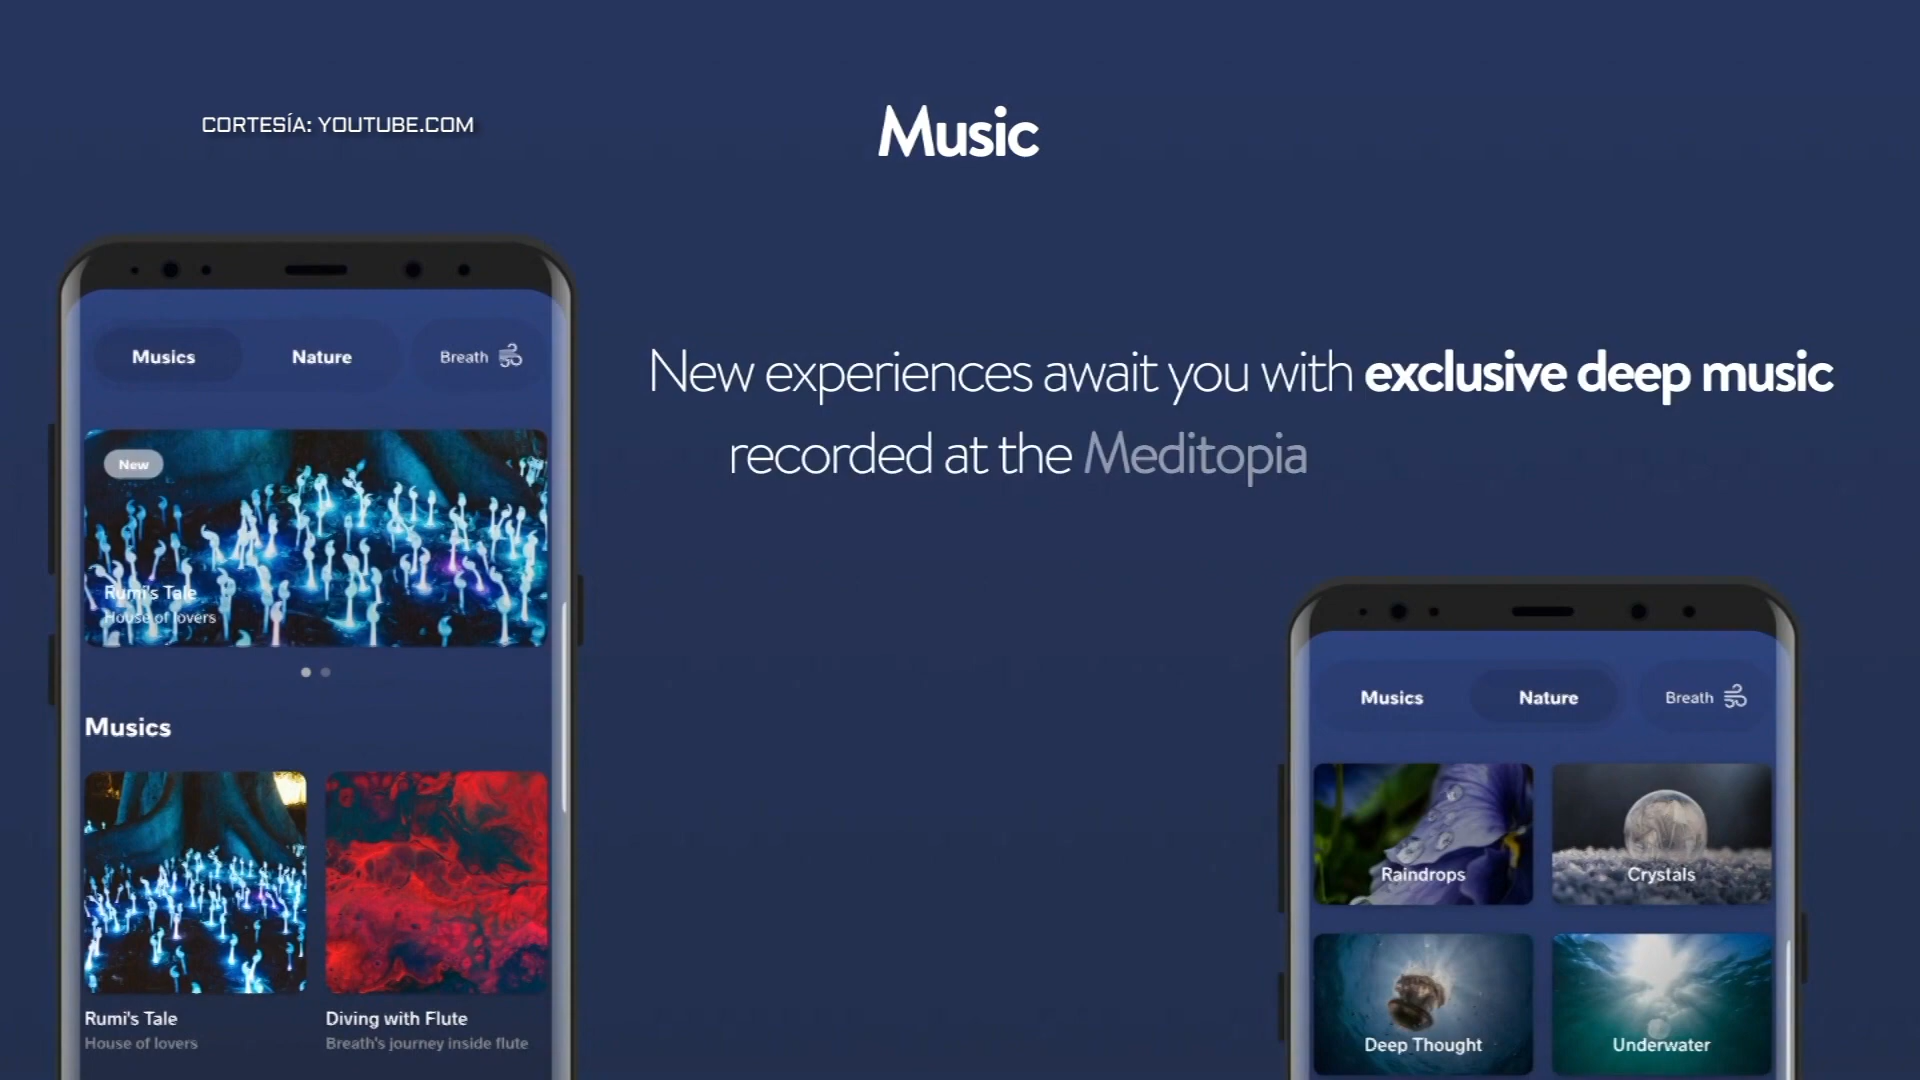 CORTESÍA: YOUTUBE.COM
Music
New experiences await you with exclusive deep music
recorded at the Meditopia
Musics
Nature
Breath
New
Rumi's Tale
House of lovers
Musics
Rumi's Tale
House of lovers
Diving with Flute
Breath's journey inside flute
Musics
Nature
Breath
Raindrops
Crystals
Deep Thought
Underwater